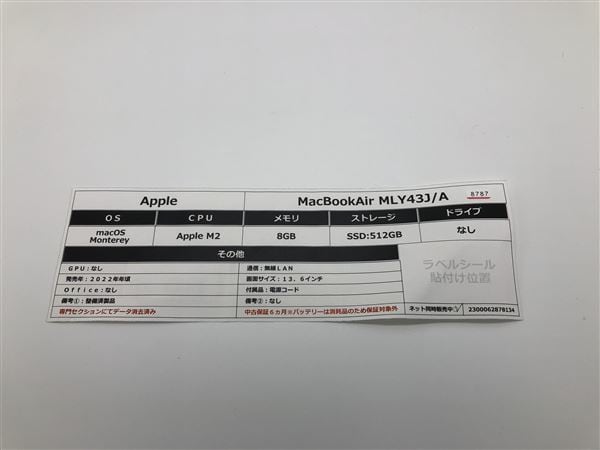 Apple MacBookAir MLY43J/A 8787
OS CPU メモリ ストレージ ドライブ
macOS Monterey Apple M2 8GB SSD:512GB なし
その他
GPU:なし 通信:無線LAN
発売年:2022年年頃 画面サイズ:13.6インチ
Office:なし 付属品:電源コード
備考①:整備済製品 備考②:なし
専門セクションにてデータ消去済み 中古保証6ヵ月※バッテリーは消耗品のため保証対象外
ラベルシール
貼付け位置
ネット同時販売中 2300062878134